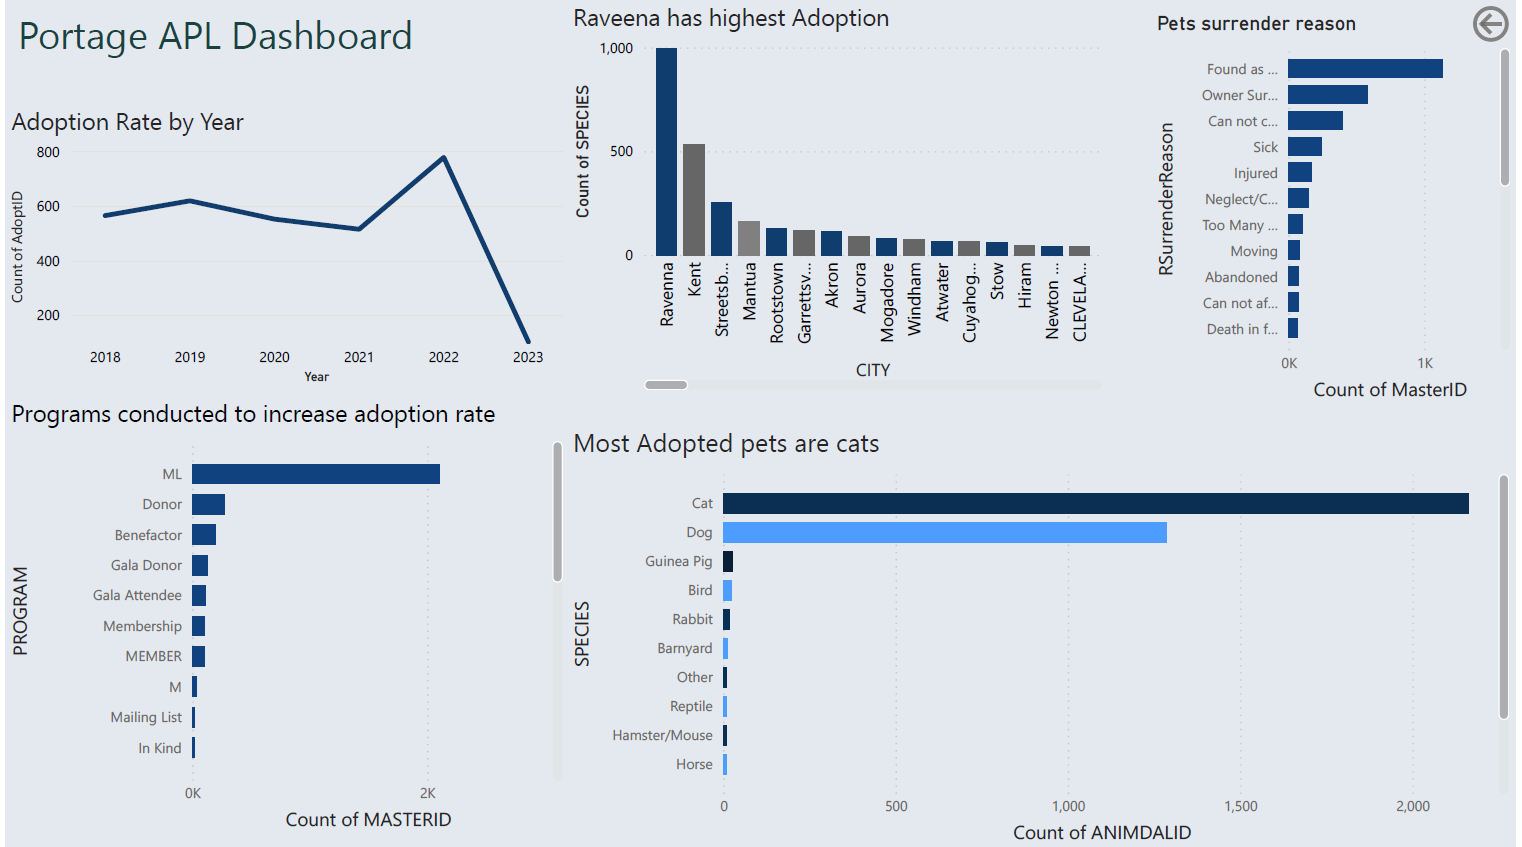 Portage APL Dashboard
Adoption Rate by Year
Count of AdoptID
800
600
400
200
2018 2019 2020 2021 2022 2023
Year
Raveena has highest Adoption
Count of SPECIES
1,000
500
0
Ravenna
Kent
Streetsb...
Mantua
Rootstown
Garrettsv...
Akron
Aurora
Mogadore
Windham
Atwater
Cuyahog...
Stow
Hiram
Newton ...
CLEVELA...
CITY
Pets surrender reason
RSurrenderReason
Found as ...
Owner Sur...
Can not c...
Sick
Injured
Neglect/C...
Too Many ...
Moving
Abandoned
Can not af...
Death in f...
0K 1K
Count of MasterID
Programs conducted to increase adoption rate
PROGRAM
ML
Donor
Benefactor
Gala Donor
Gala Attendee
Membership
MEMBER
M
Mailing List
In Kind
0K 2K
Count of MASTERID
Most Adopted pets are cats
SPECIES
Cat
Dog
Guinea Pig
Bird
Rabbit
Barnyard
Other
Reptile
Hamster/Mouse
Horse
0 500 1,000 1,500 2,000
Count of ANIMDALID